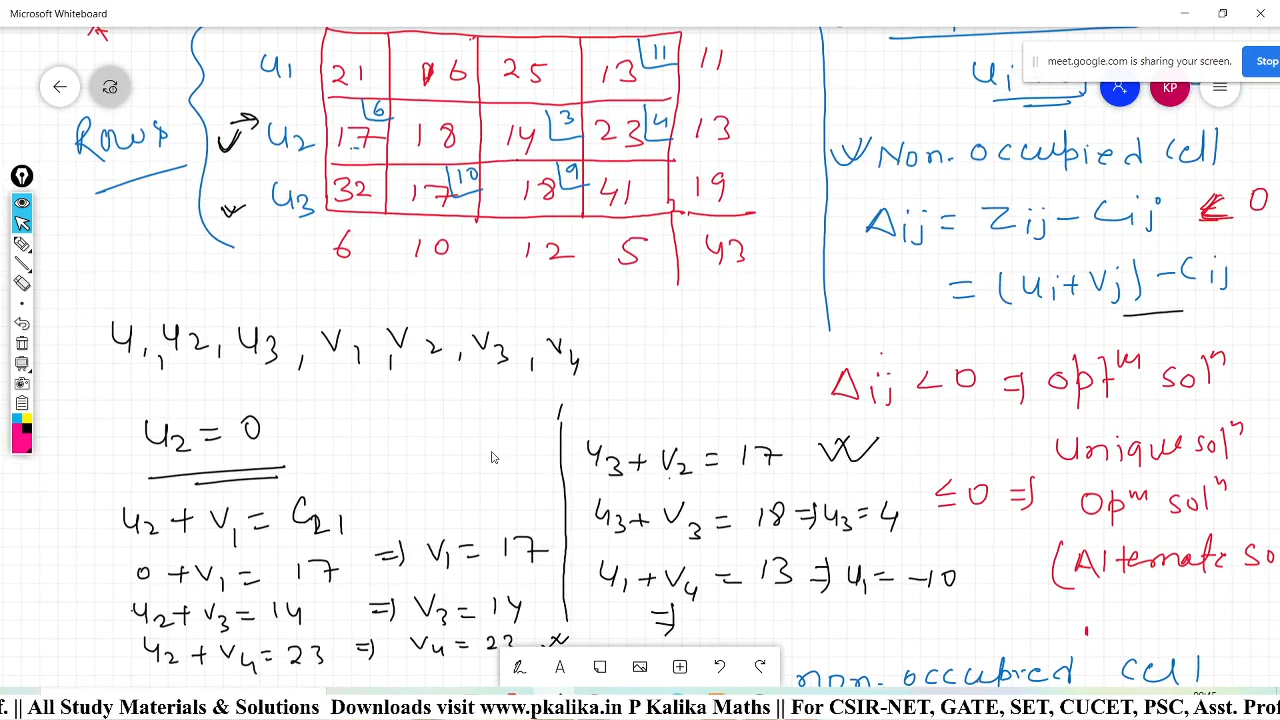 Microsoft Whiteboard
meet.google.com is sharing your screen. Stop
KP
Rows
u1 21 16 25 13 11 11
u2 17 6 18 14 3 23 4 13
u3 32 17 10 18 9 41 19
6 10 12 5 43
u1, u2, u3, v1, v2, v3, v4
u2 = 0
u2 + v1 = C21
0 + v1 = 17 => v1 = 17
u2 + v3 = 14 => v3 = 14
u2 + v4 = 23 => v4 = 23
u3 + v2 = 17
u3 + v3 = 18 => u3 = 4
u1 + v4 = 13 => u1 = -10
=>
ui
Non. occupied cell
Δij = Zij - Cij ≤ 0
= (ui + vj) - Cij
Δij < 0 => optm soln
Unique soln
≤ 0 => Opm soln
(Alternate So
non. occupied cell
f. || All Study Materials & Solutions Downloads visit www.pkalika.in P Kalika Maths || For CSIR-NET, GATE, SET, CUCET, PSC, Asst. Prof